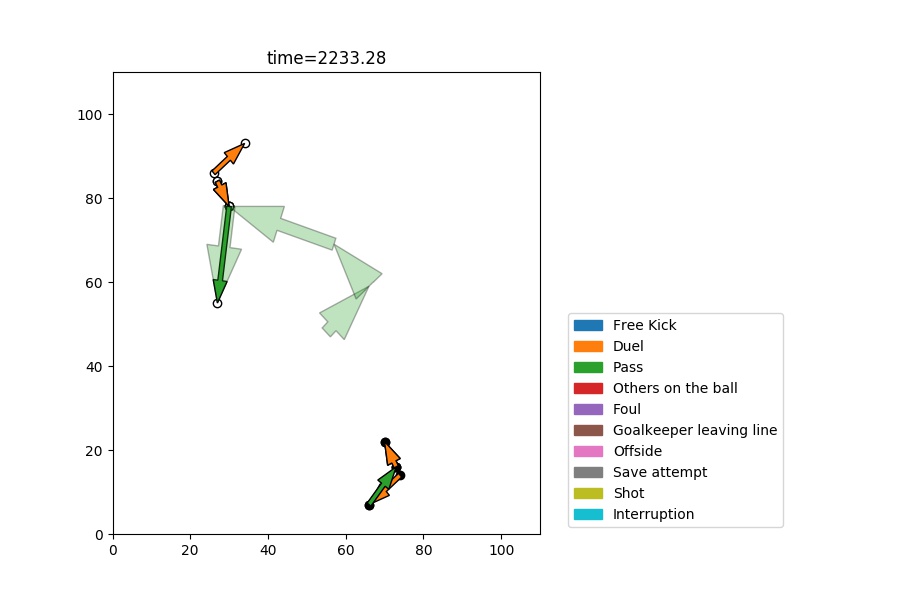 time=2233.28
100
80
60
40
20
0
0 20 40 60 80 100
Free Kick
Duel
Pass
Others on the ball
Foul
Goalkeeper leaving line
Offside
Save attempt
Shot
Interruption